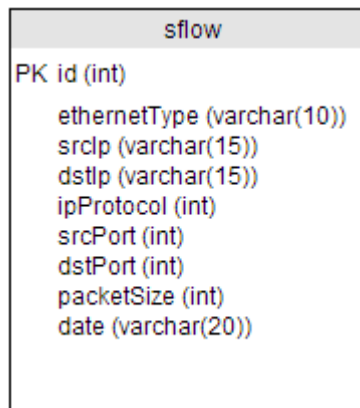 sflow
PK id (int)
ethernetType (varchar(10))
srcIp (varchar(15))
dstIp (varchar(15))
ipProtocol (int)
srcPort (int)
dstPort (int)
packetSize (int)
date (varchar(20))